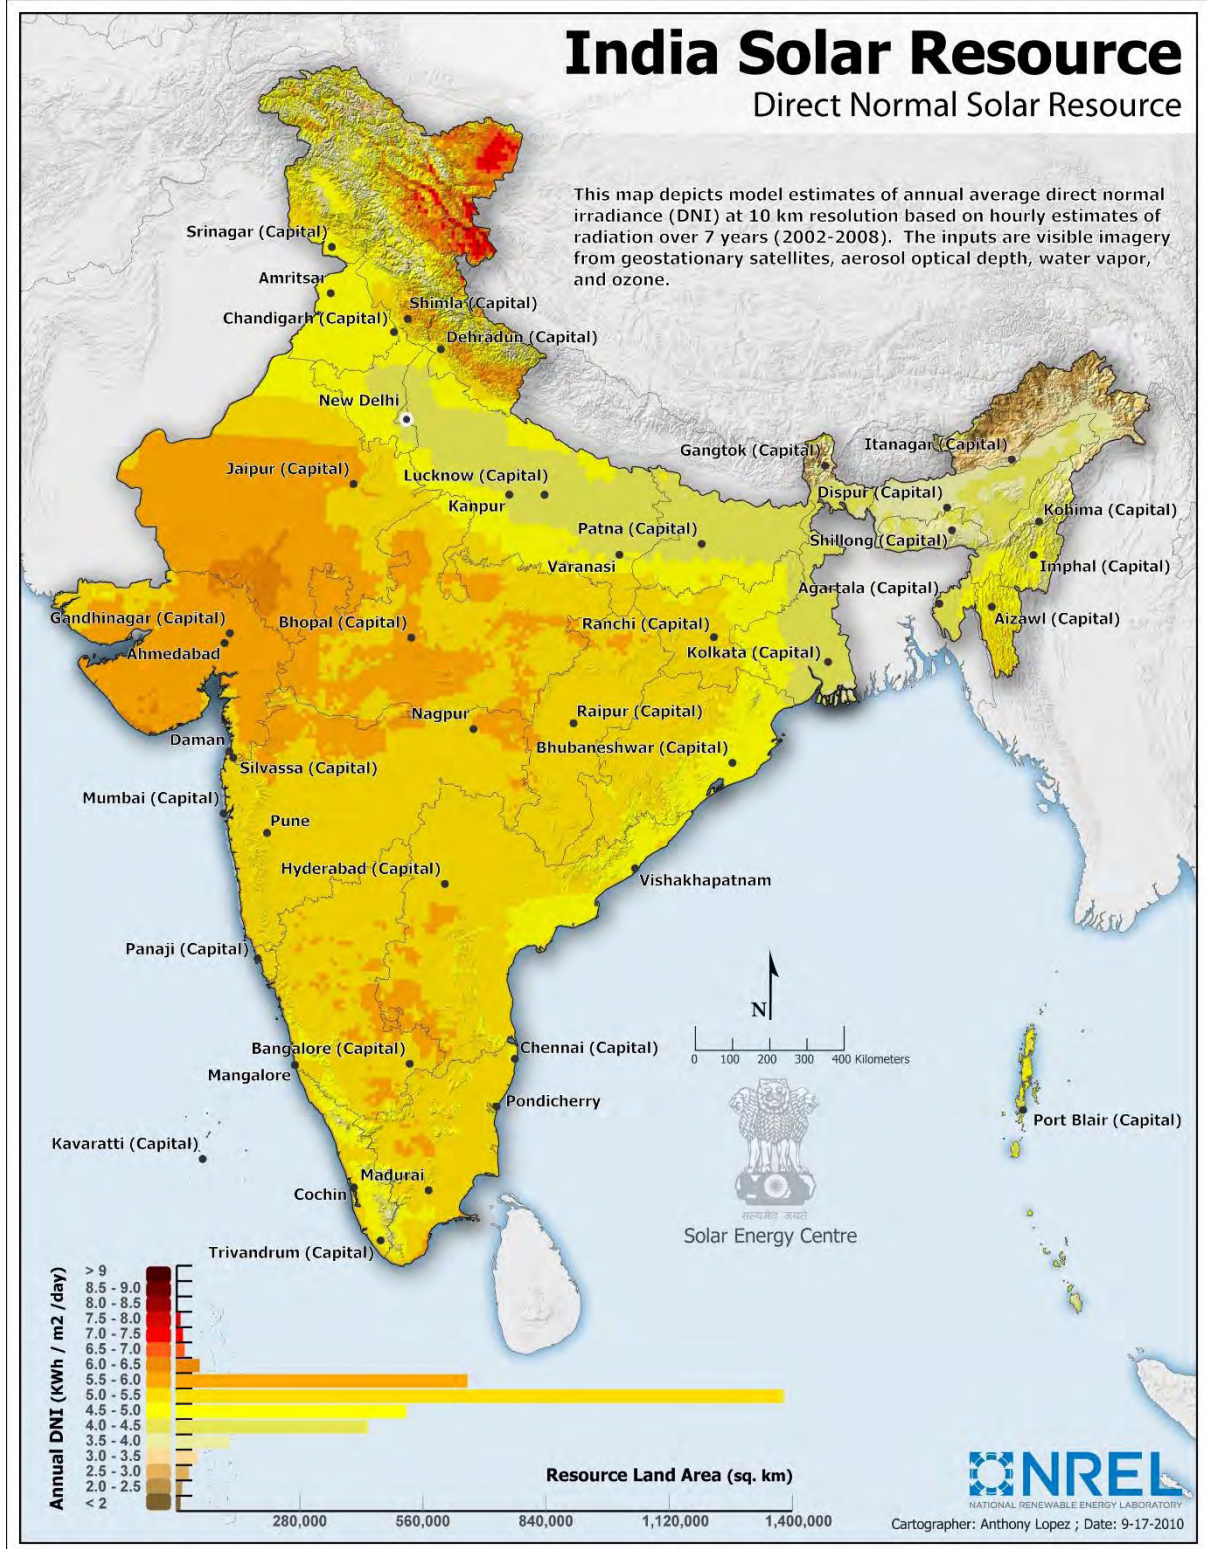 India Solar Resource
Direct Normal Solar Resource
This map depicts model estimates of annual average direct normal
irradiance (DNI) at 10 km resolution based on hourly estimates of
radiation over 7 years (2002-2008). The inputs are visible imagery
from geostationary satellites, aerosol optical depth, water vapor,
and ozone.
Srinagar (Capital)
Amritsar
Shimla (Capital)
Chandigarh (Capital)
Dehradun (Capital)
New Delhi
Gangtok (Capital)
Itanagar (Capital)
Jaipur (Capital)
Lucknow (Capital)
Dispur (Capital)
Kanpur
Kohima (Capital)
Patna (Capital)
Shillong (Capital)
Varanasi
Imphal (Capital)
Agartala (Capital)
Gandhinagar (Capital)
Bhopal (Capital)
Ranchi (Capital)
Aizawl (Capital)
Ahmedabad
Kolkata (Capital)
Nagpur
Raipur (Capital)
Daman
Bhubaneshwar (Capital)
Silvassa (Capital)
Mumbai (Capital)
Pune
Hyderabad (Capital)
Vishakhapatnam
Panaji (Capital)
N
Bangalore (Capital)
Chennai (Capital)
0 100 200 300 400 Kilometers
Mangalore
Pondicherry
Port Blair (Capital)
Kavaratti (Capital)
Madurai
Cochin
सत्यमेव जयते
Solar Energy Centre
Trivandrum (Capital)
Annual DNI (KWh / m2 /day)
> 9
8.5 - 9.0
8.0 - 8.5
7.5 - 8.0
7.0 - 7.5
6.5 - 7.0
6.0 - 6.5
5.5 - 6.0
5.0 - 5.5
4.5 - 5.0
4.0 - 4.5
3.5 - 4.0
3.0 - 3.5
2.5 - 3.0
2.0 - 2.5
< 2
Resource Land Area (sq. km)
280,000 560,000 840,000 1,120,000 1,400,000
NREL
NATIONAL RENEWABLE ENERGY LABORATORY
Cartographer: Anthony Lopez ; Date: 9-17-2010